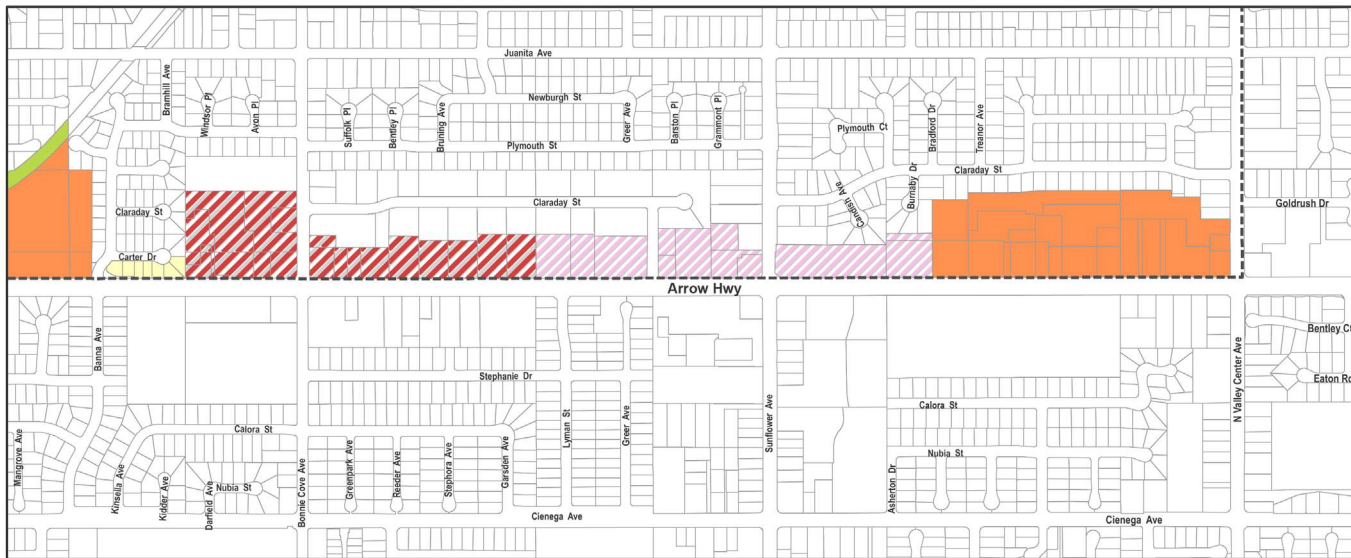 Juanita Ave
Bramhill Ave
Windsor Pl
Avon Pl
Suffolk Pl
Bentley Pl
Bruning Ave
Newburgh St
Greer Ave
Barston Pl
Grammont Pl
Plymouth Ct
Bradford Dr
Treanor Ave
Plymouth St
Claraday St
Candish Ave
Burnaby Dr
Claraday St
Claraday St
Goldrush Dr
Carter Dr
Arrow Hwy
Banna Ave
Bentley Ct
Stephanie Dr
Eaton Ro
N Valley Center Ave
Lyman St
Greer Ave
Sunflower Ave
Calora St
Calora St
Mangrove Ave
Kinsella Ave
Kidder Ave
Darfield Ave
Nubia St
Bonnie Cove Ave
Greenpark Ave
Reeder Ave
Stephora Ave
Garsden Ave
Nubia St
Asherton Dr
Cienega Ave
Cienega Ave